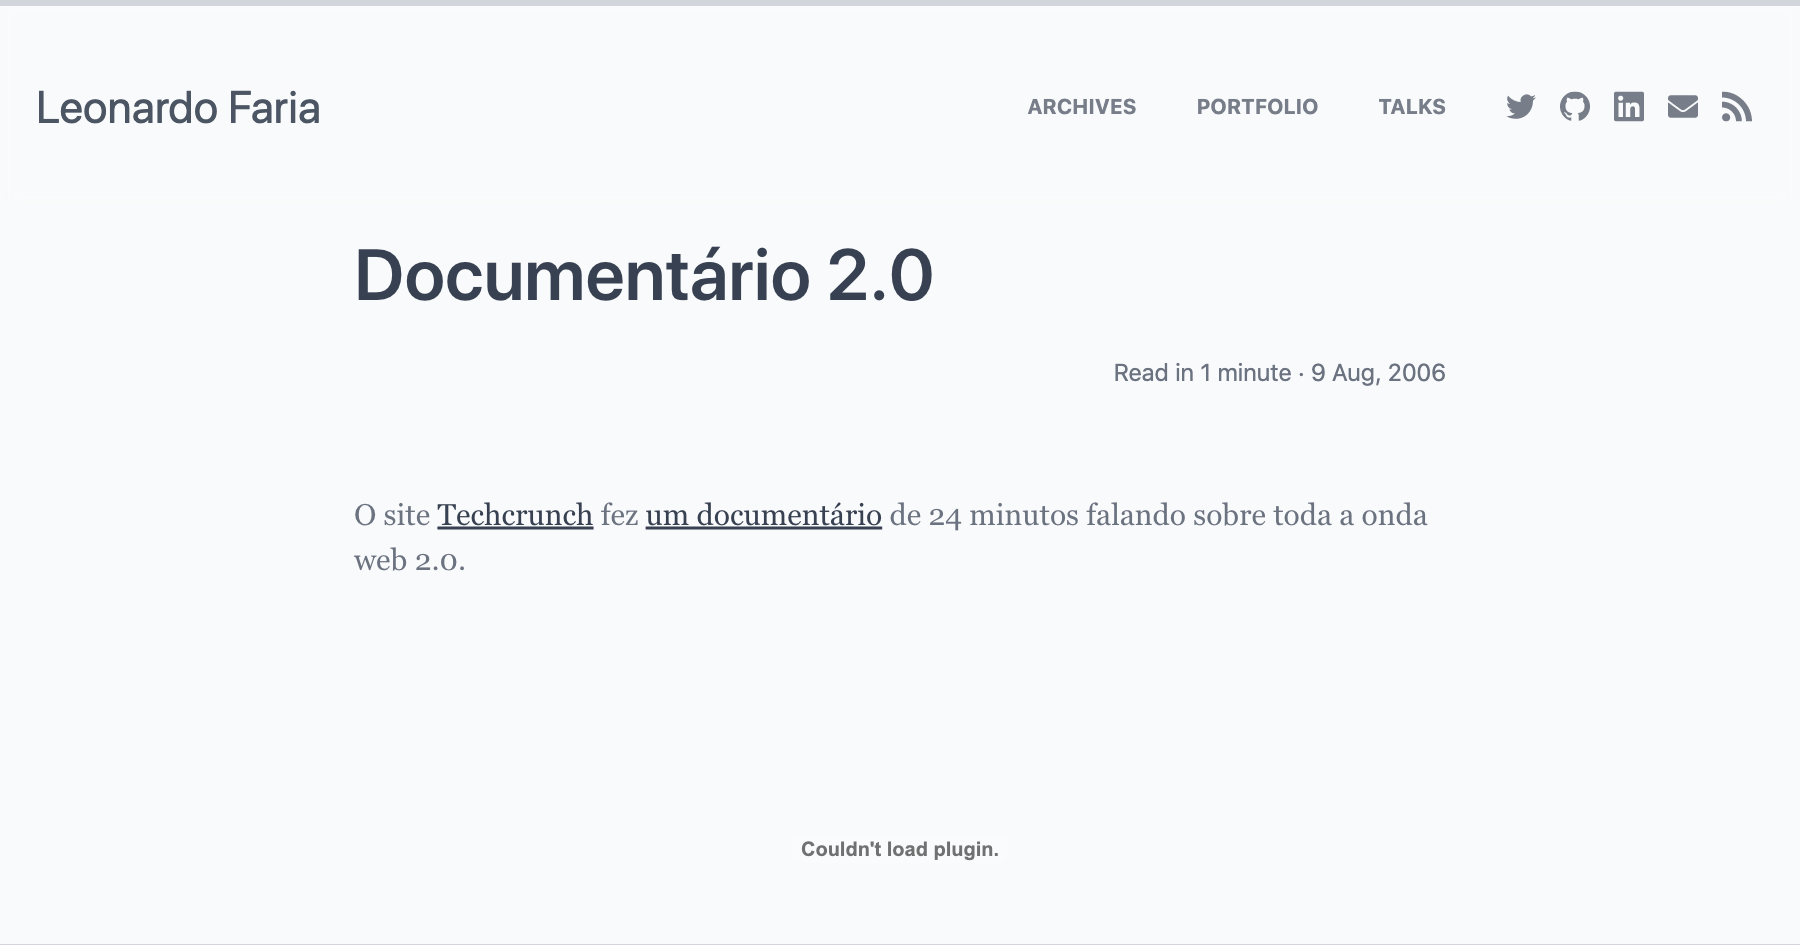 Leonardo Faria
ARCHIVES PORTFOLIO TALKS
Documentário 2.0
Read in 1 minute · 9 Aug, 2006
O site Techcrunch fez um documentário de 24 minutos falando sobre toda a onda
web 2.0.
Couldn't load plugin.